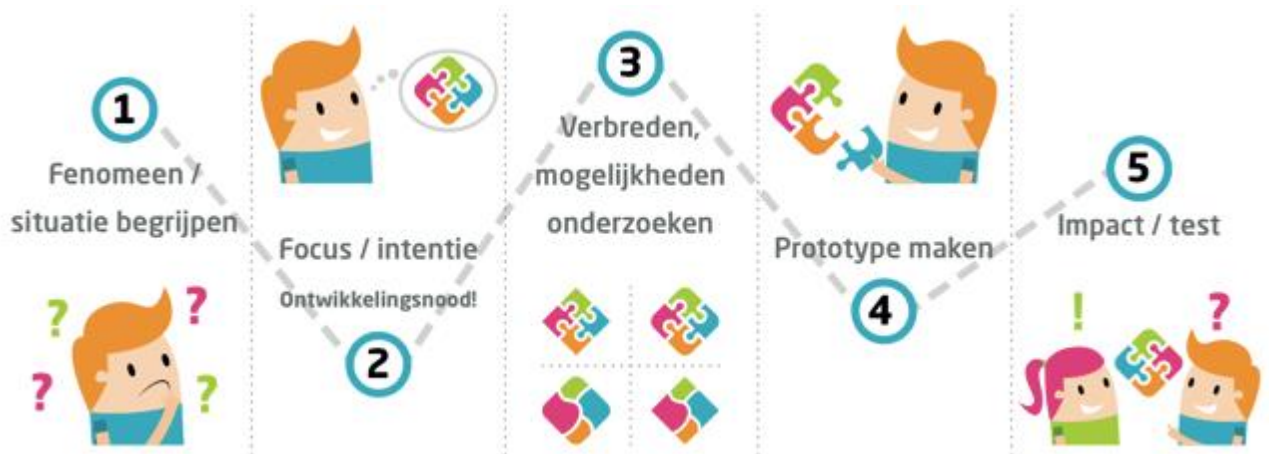 1
Fenomeen /
situatie begrijpen
? ? ? ?
Focus / intentie
Ontwikkelingsnood!
2
3
Verbreden,
mogelijkheden
onderzoeken
Prototype maken
4
5
Impact / test
! ?